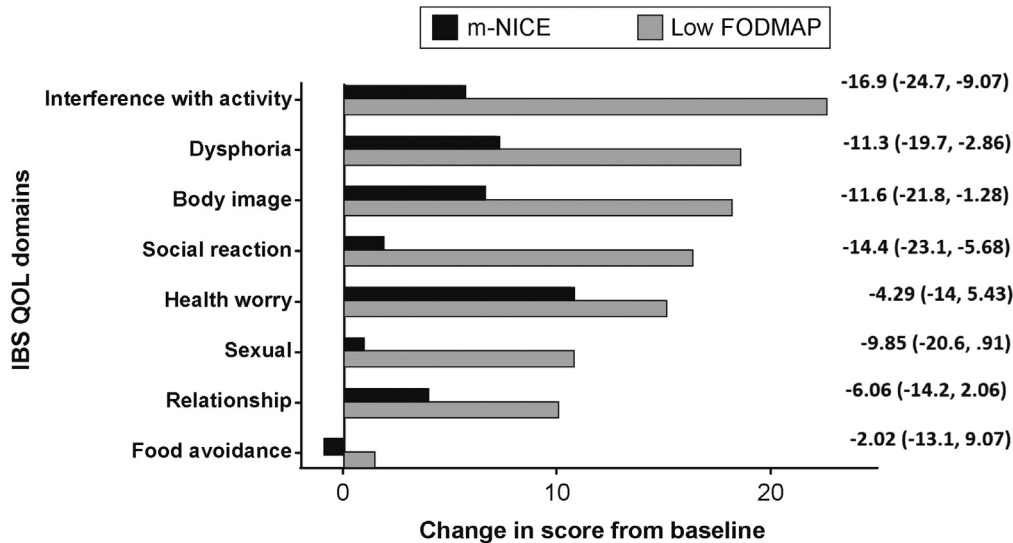 m-NICE Low FODMAP
Interference with activity -16.9 (-24.7, -9.07)
Dysphoria -11.3 (-19.7, -2.86)
Body image -11.6 (-21.8, -1.28)
Social reaction -14.4 (-23.1, -5.68)
Health worry -4.29 (-14, 5.43)
Sexual -9.85 (-20.6, .91)
Relationship -6.06 (-14.2, 2.06)
Food avoidance -2.02 (-13.1, 9.07)
IBS QOL domains
0 10 20
Change in score from baseline